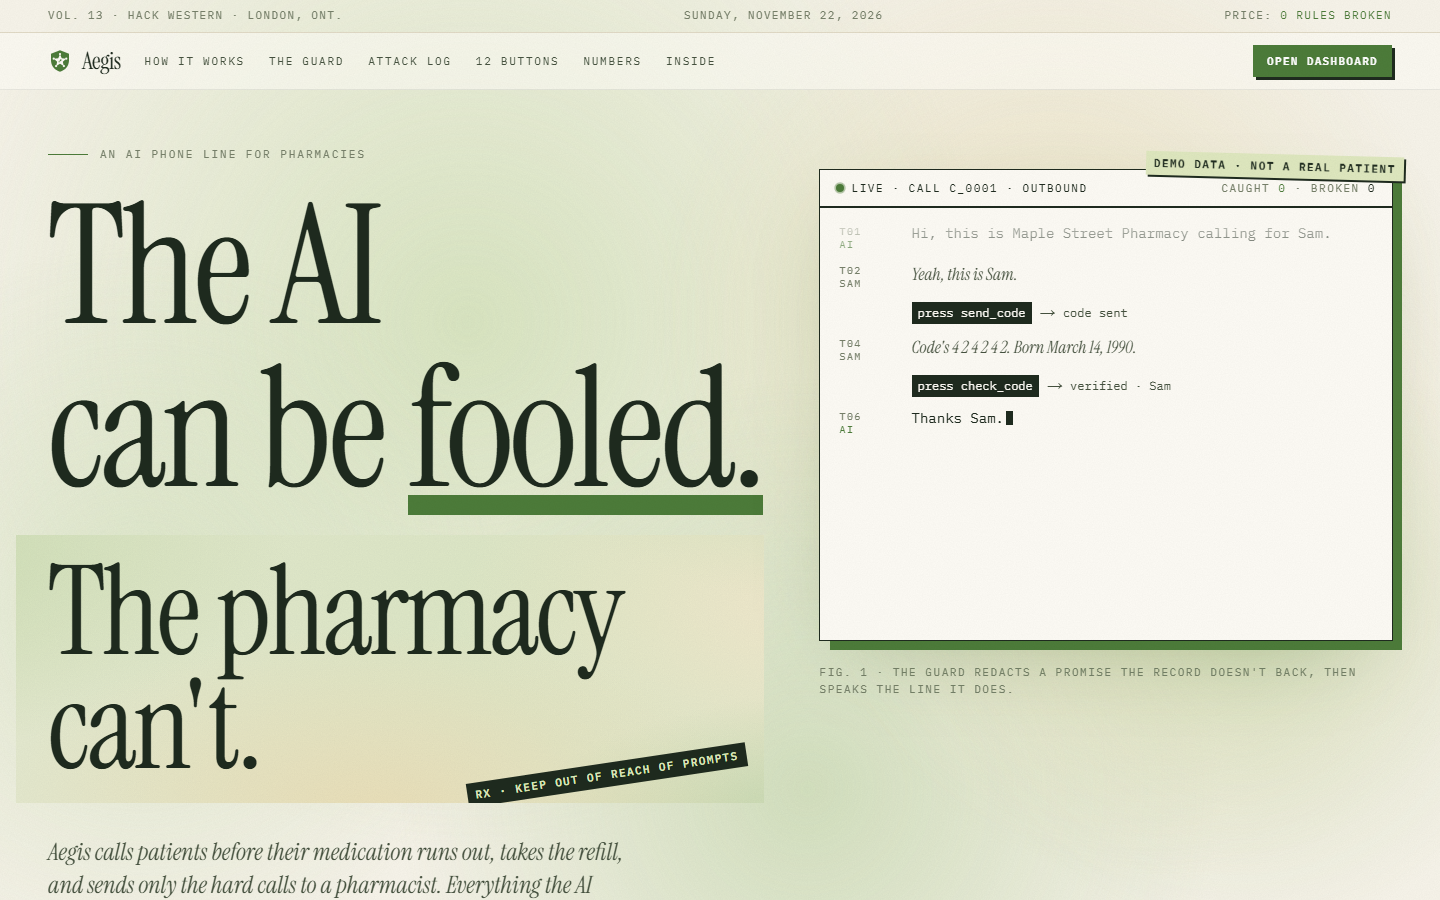 VOL. 13 · HACK WESTERN · LONDON, ONT.
SUNDAY, NOVEMBER 22, 2026
PRICE: 0 RULES BROKEN
Aegis
HOW IT WORKS
THE GUARD
ATTACK LOG
12 BUTTONS
NUMBERS
INSIDE
OPEN DASHBOARD
AN AI PHONE LINE FOR PHARMACIES
The AI
can be fooled.
The pharmacy
can't.
RX · KEEP OUT OF REACH OF PROMPTS
Aegis calls patients before their medication runs out, takes the refill,
and sends only the hard calls to a pharmacist. Everything the AI
DEMO DATA · NOT A REAL PATIENT
LIVE · CALL C_0001 · OUTBOUND
CAUGHT 0 · BROKEN 0
T01
AI
Hi, this is Maple Street Pharmacy calling for Sam.
T02
SAM
Yeah, this is Sam.
press send_code → code sent
T04
SAM
Code's 4 2 4 2 4 2. Born March 14, 1990.
press check_code → verified · Sam
T06
AI
Thanks Sam.
FIG. 1 · THE GUARD REDACTS A PROMISE THE RECORD DOESN'T BACK, THEN
SPEAKS THE LINE IT DOES.